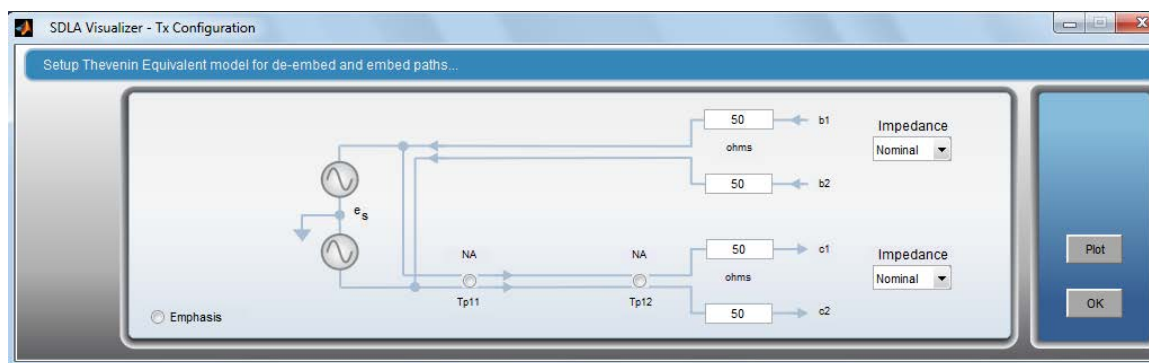 SDLA Visualizer - Tx Configuration
Setup Thevenin Equivalent model for de-embed and embed paths...
50
b1
ohms
50
b2
Impedance
Nominal
es
NA
Tp11
NA
Tp12
50
c1
ohms
50
c2
Impedance
Nominal
Emphasis
Plot
OK